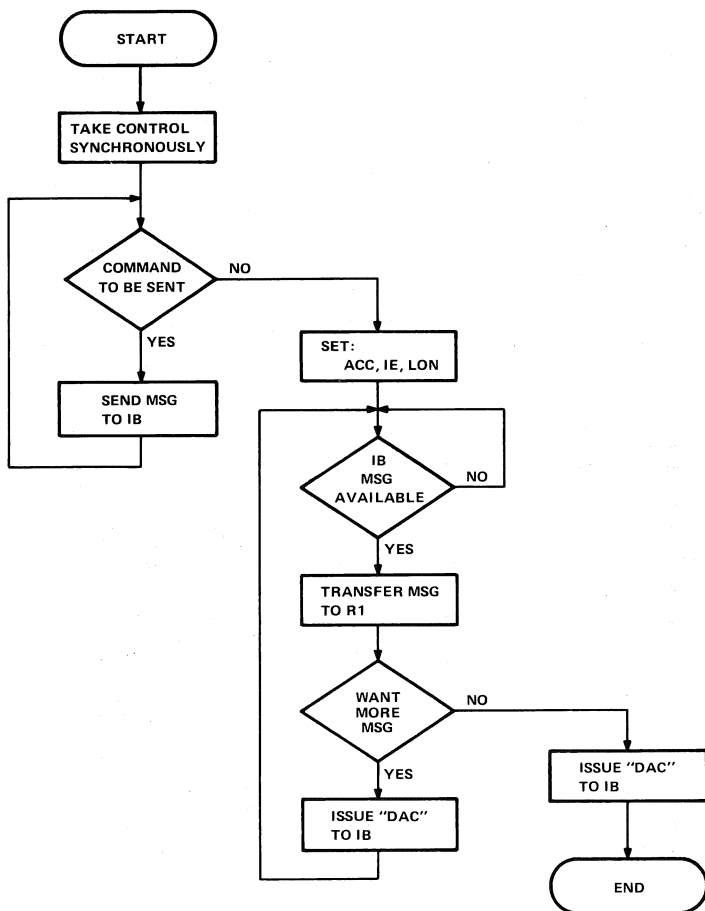 START
TAKE CONTROL
SYNCHRONOUSLY
COMMAND
TO BE SENT
NO
YES
SEND MSG
TO IB
SET:
ACC, IE, LON
IB
MSG
AVAILABLE
NO
YES
TRANSFER MSG
TO R1
WANT
MORE
MSG
NO
YES
ISSUE "DAC"
TO IB
ISSUE "DAC"
TO IB
END